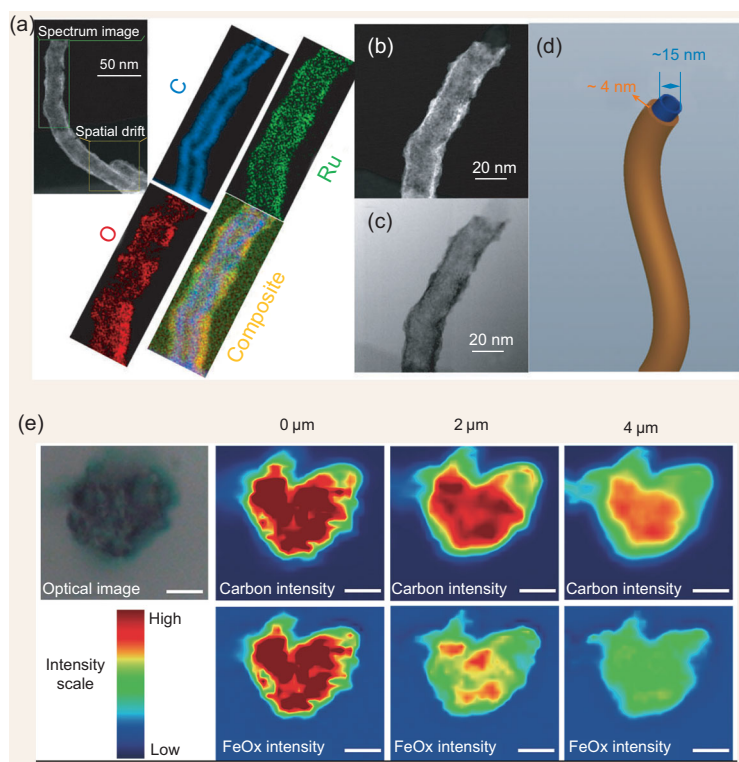 (a)
Spectrum image
50 nm
Spatial drift
C
Ru
O
Composite
(b)
20 nm
(c)
20 nm
(d)
~15 nm
~ 4 nm
(e)
0 µm
2 µm
4 µm
Optical image
Carbon intensity
Carbon intensity
Carbon intensity
High
Intensity
scale
Low
FeOx intensity
FeOx intensity
FeOx intensity